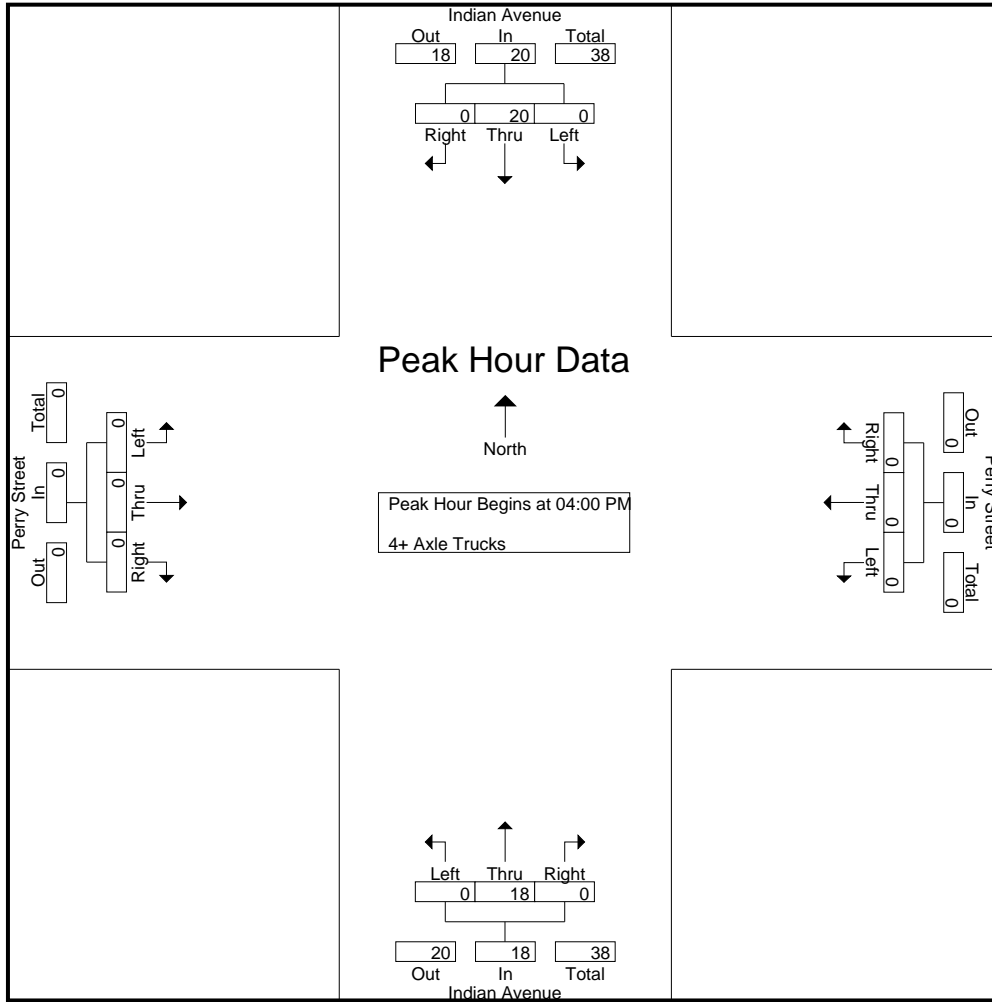 Indian Avenue
Out In Total
18 20 38
0 20 0
Right Thru Left
Peak Hour Data
North
Peak Hour Begins at 04:00 PM
4+ Axle Trucks
Perry Street
Total In Out
0 0 0
0 0 0
Left Thru Right
Perry Street
Out In Total
0 0 0
0 0 0
Right Thru Left
Left Thru Right
0 18 0
20 18 38
Out In Total
Indian Avenue